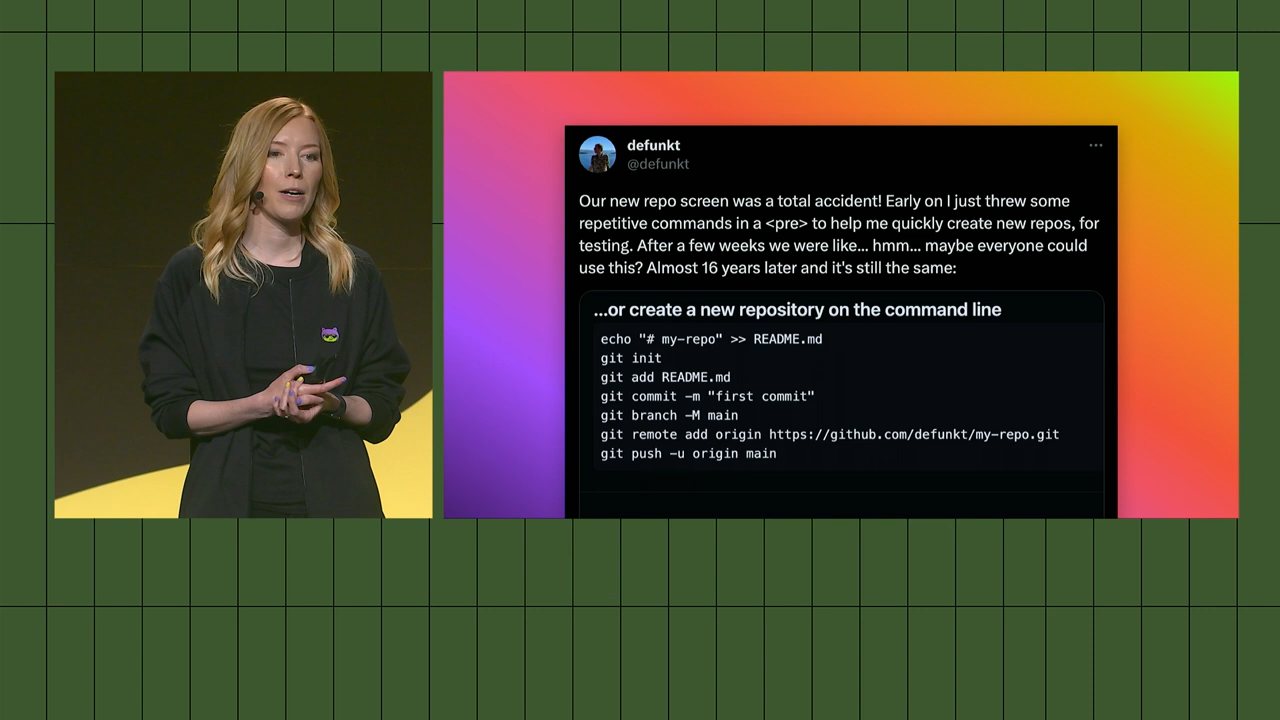 defunkt
@defunkt
Our new repo screen was a total accident! Early on I just threw some
repetitive commands in a <pre> to help me quickly create new repos, for
testing. After a few weeks we were like... hmm... maybe everyone could
use this? Almost 16 years later and it's still the same:
...or create a new repository on the command line
echo "# my-repo" >> README.md
git init
git add README.md
git commit -m "first commit"
git branch -M main
git remote add origin https://github.com/defunkt/my-repo.git
git push -u origin main